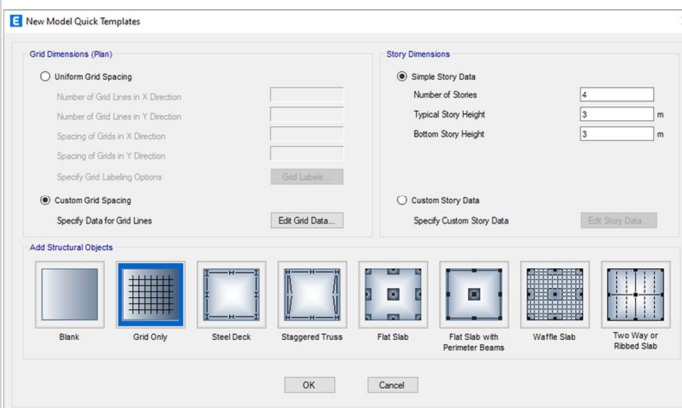 E New Model Quick Templates
Grid Dimensions (Plan)
Uniform Grid Spacing
Number of Grid Lines in X Direction
Number of Grid Lines in Y Direction
Spacing of Grids in X Direction
Spacing of Grids in Y Direction
Specify Grid Labeling Options Grid Labels...
Custom Grid Spacing
Specify Data for Grid Lines Edit Grid Data...
Story Dimensions
Simple Story Data
Number of Stories 4
Typical Story Height 3 m
Bottom Story Height 3 m
Custom Story Data
Specify Custom Story Data Edit Story Data...
Add Structural Objects
Blank
Grid Only
Steel Deck
Staggered Truss
Flat Slab
Flat Slab with
Perimeter Beams
Waffle Slab
Two Way or
Ribbed Slab
OK Cancel